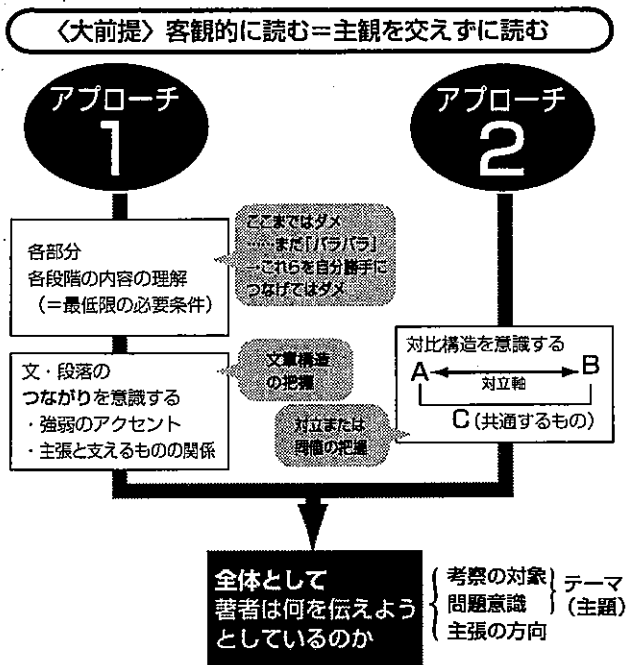 〈大前提〉客観的に読む＝主観を交えずに読む
アプローチ
1
アプローチ
2
各部分
各段階の内容の理解
（＝最低限の必要条件）
ここまではダメ
……まだ「バラバラ」
→これらを自分勝手に
つなげてはダメ
文・段落の
つながりを意識する
・強弱のアクセント
・主張と支えるものの関係
文章構造
の把握
対比構造を意識する
A B
対立軸
C（共通するもの）
対立または
同値の把握
全体として
著者は何を伝えよう
としているのか
考察の対象
問題意識
主張の方向
テーマ
（主題）